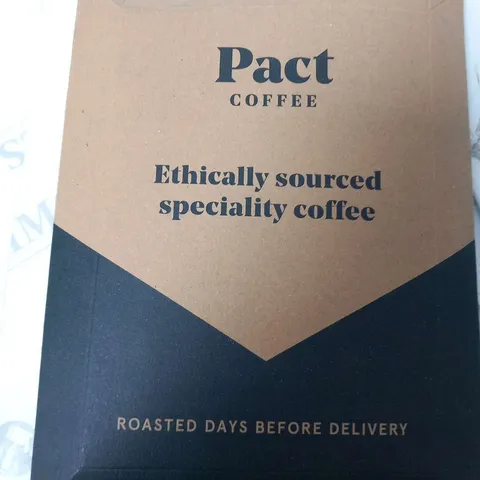 Pact
COFFEE
Ethically sourced
speciality coffee
ROASTED DAYS BEFORE DELIVERY